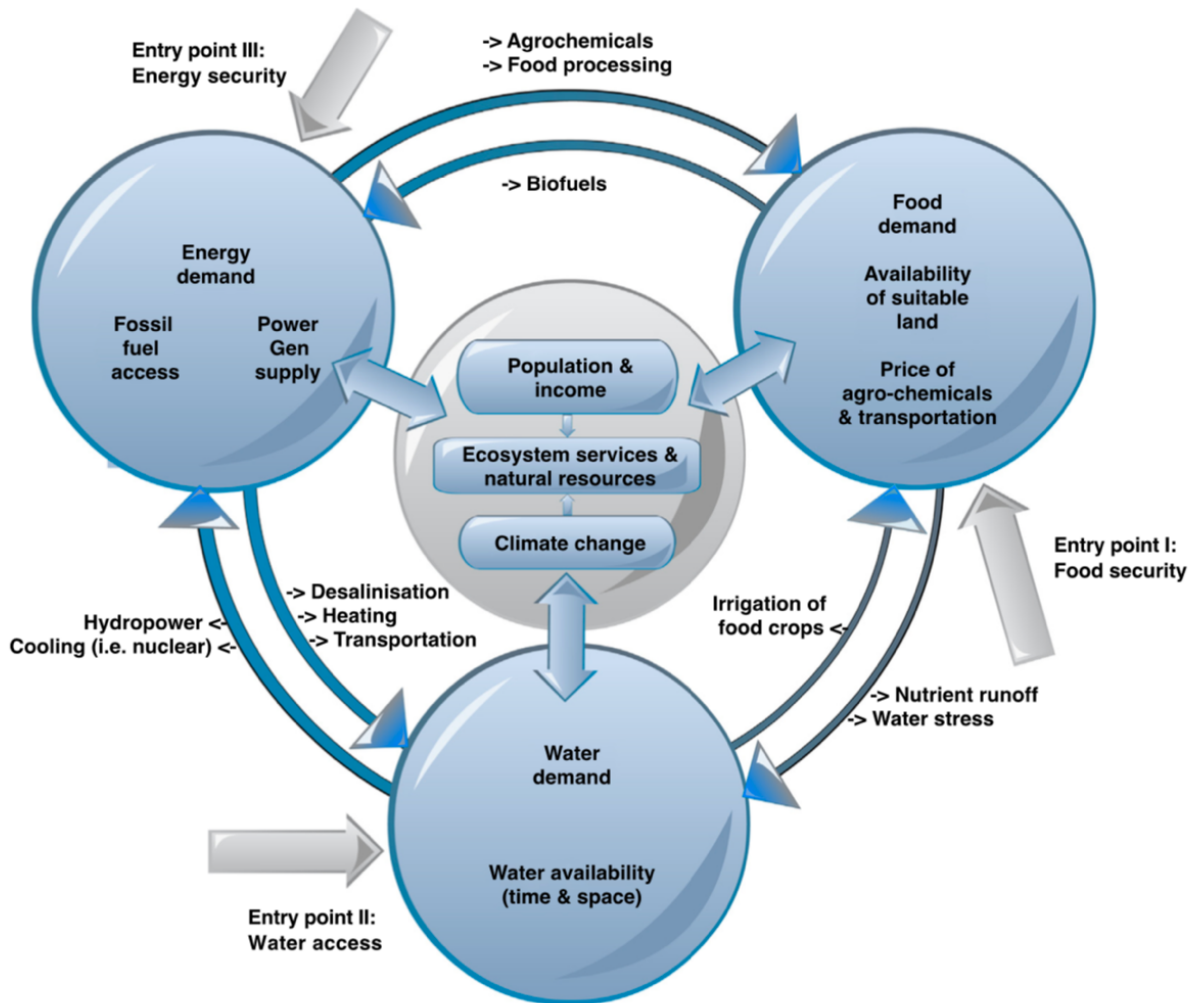 Entry point III:
Energy security
-> Agrochemicals
-> Food processing
-> Biofuels
Energy
demand
Fossil
fuel
access
Power
Gen
supply
Food
demand
Availability
of suitable
land
Price of
agro-chemicals
& transportation
Population &
income
Ecosystem services &
natural resources
Climate change
Entry point I:
Food security
-> Desalinisation
-> Heating
-> Transportation
Hydropower <-
Cooling (i.e. nuclear) <-
Irrigation of
food crops <-
-> Nutrient runoff
-> Water stress
Water
demand
Water availability
(time & space)
Entry point II:
Water access